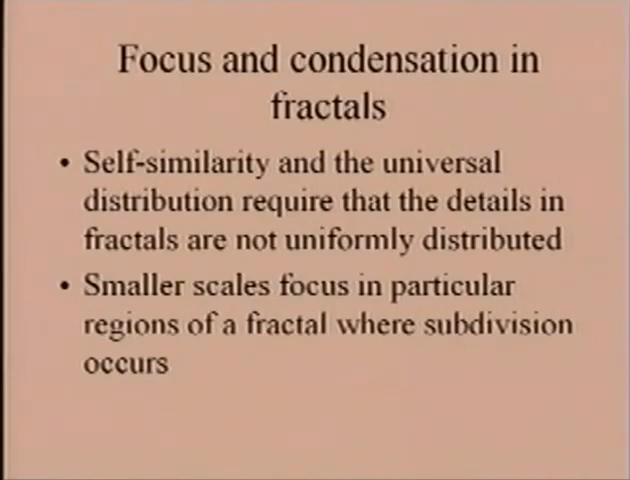 Focus and condensation in
fractals
• Self-similarity and the universal
distribution require that the details in
fractals are not uniformly distributed
• Smaller scales focus in particular
regions of a fractal where subdivision
occurs